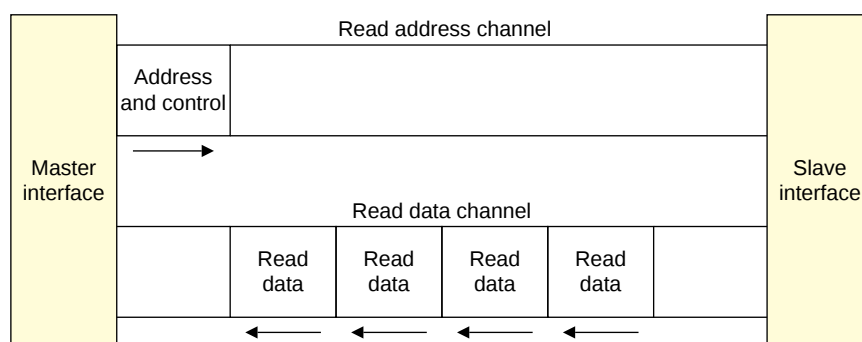 Read address channel
Address
and control
Master
interface
Slave
interface
Read data channel
Read
data
Read
data
Read
data
Read
data